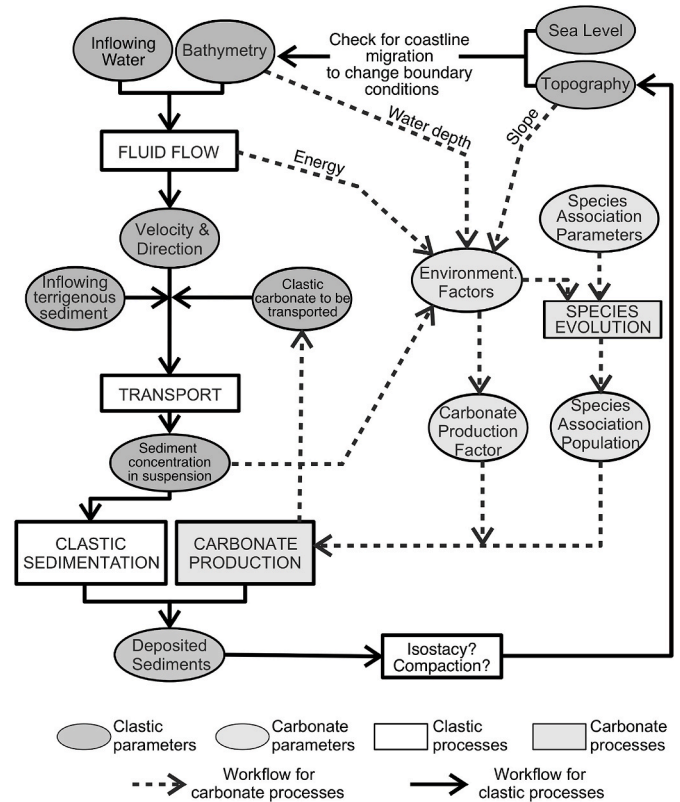 Inflowing
Water
Bathymetry
Check for coastline
migration
to change boundary
conditions
Sea Level
Topography
Water depth
Slope
FLUID FLOW
Energy
Velocity &
Direction
Species
Association
Parameters
Inflowing
terrigenous
sediment
Clastic
carbonate to be
transported
Environment.
Factors
SPECIES
EVOLUTION
TRANSPORT
Carbonate
Production
Factor
Species
Association
Population
Sediment
concentration
in suspension
CLASTIC
SEDIMENTATION
CARBONATE
PRODUCTION
Deposited
Sediments
Isostacy?
Compaction?
Clastic
parameters
Carbonate
parameters
Clastic
processes
Carbonate
processes
Workflow for
carbonate processes
Workflow for
clastic processes